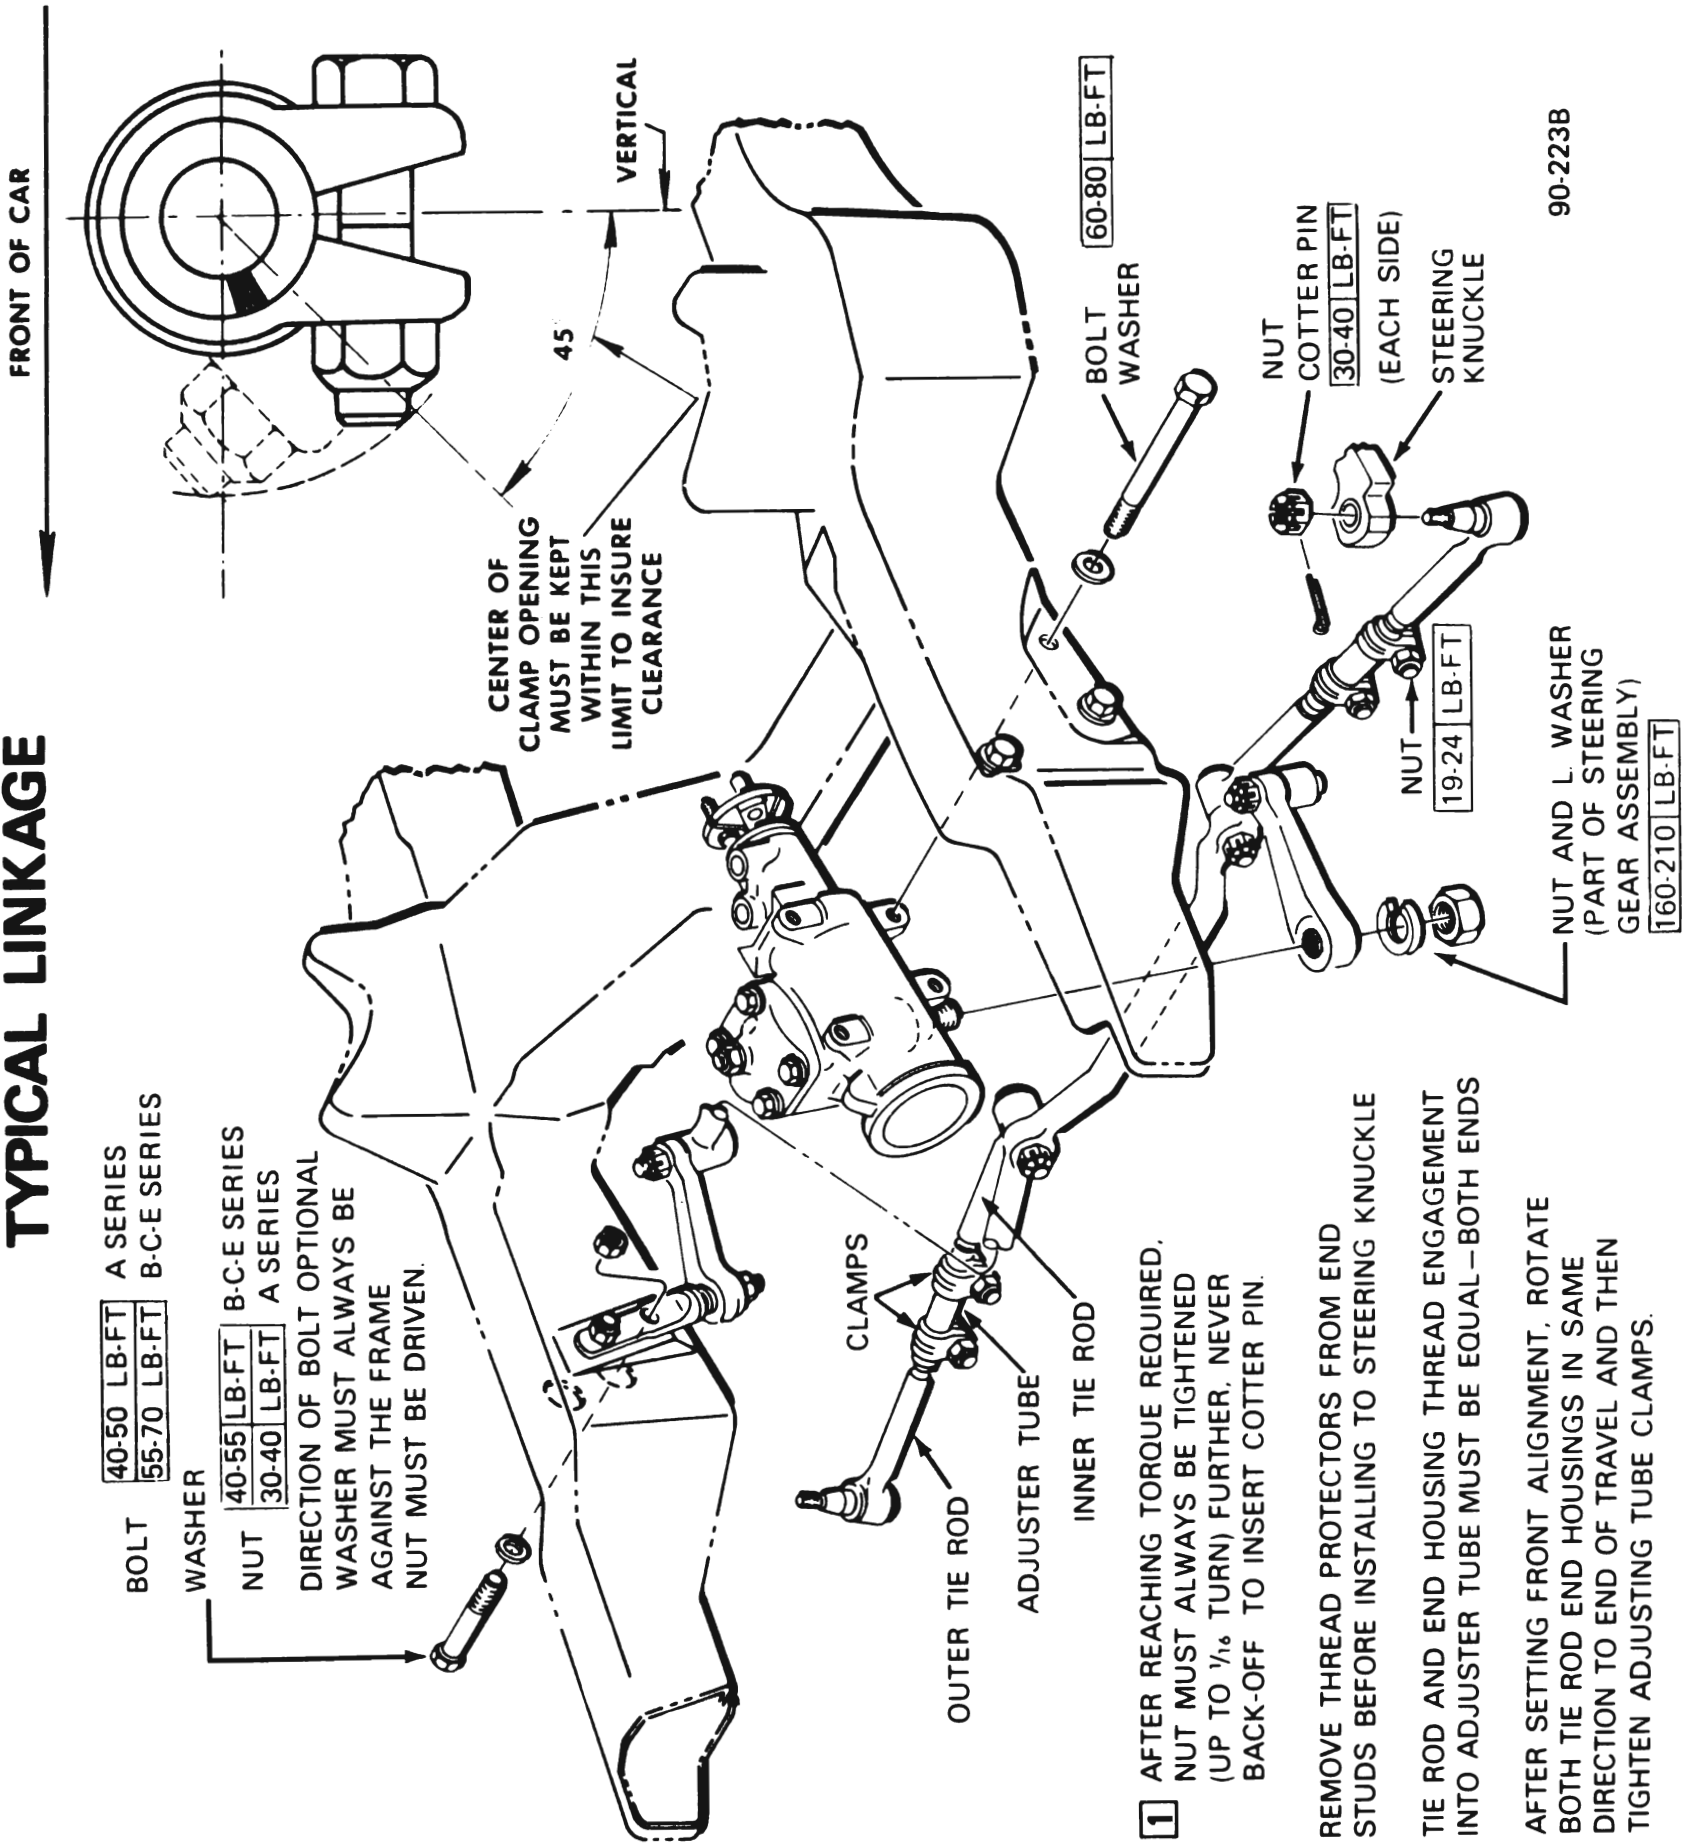 TYPICAL LINKAGE
FRONT OF CAR
BOLT 40-50 LB-FT A SERIES
55-70 LB-FT B-C-E SERIES
WASHER
NUT 40-55 LB-FT B-C-E SERIES
30-40 LB-FT A SERIES
DIRECTION OF BOLT OPTIONAL
WASHER MUST ALWAYS BE
AGAINST THE FRAME
NUT MUST BE DRIVEN.
CENTER OF
CLAMP OPENING
MUST BE KEPT
WITHIN THIS
LIMIT TO INSURE
CLEARANCE
45
VERTICAL
BOLT
WASHER
60-80 LB-FT
NUT
COTTER PIN
30-40 LB-FT
(EACH SIDE)
STEERING
KNUCKLE
NUT
19-24 LB-FT
NUT AND L. WASHER
(PART OF STEERING
GEAR ASSEMBLY)
160-210 LB-FT
CLAMPS
OUTER TIE ROD
ADJUSTER TUBE
INNER TIE ROD
1 AFTER REACHING TORQUE REQUIRED,
NUT MUST ALWAYS BE TIGHTENED
(UP TO 1/16 TURN) FURTHER, NEVER
BACK-OFF TO INSERT COTTER PIN.
REMOVE THREAD PROTECTORS FROM END
STUDS BEFORE INSTALLING TO STEERING KNUCKLE
TIE ROD AND END HOUSING THREAD ENGAGEMENT
INTO ADJUSTER TUBE MUST BE EQUAL—BOTH ENDS
AFTER SETTING FRONT ALIGNMENT, ROTATE
BOTH TIE ROD END HOUSINGS IN SAME
DIRECTION TO END OF TRAVEL AND THEN
TIGHTEN ADJUSTING TUBE CLAMPS.
90-223B